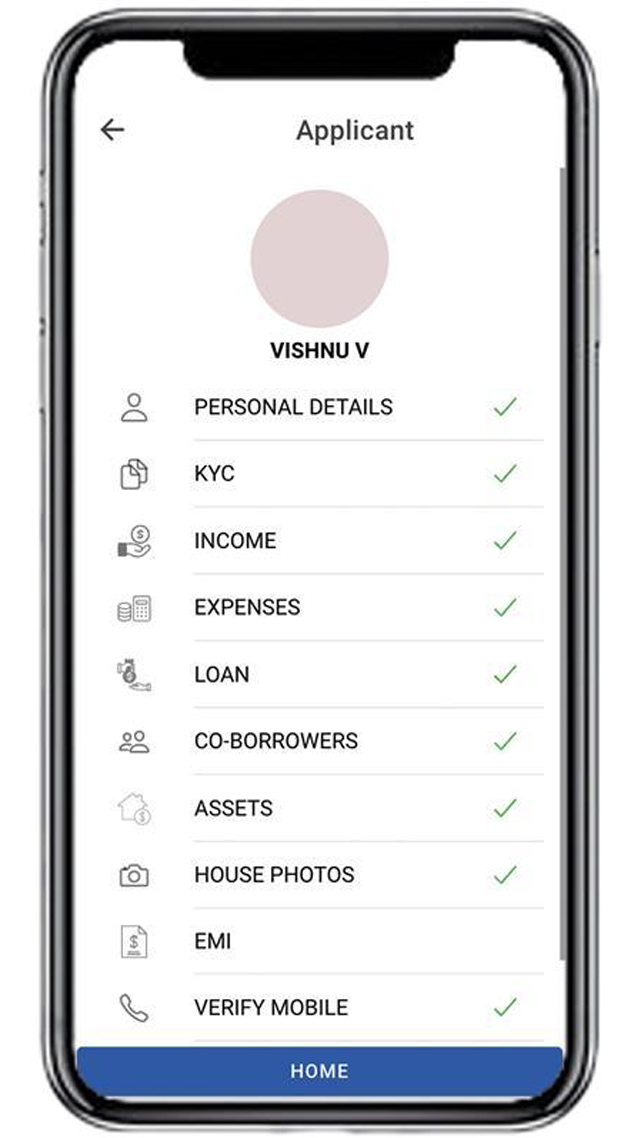 Applicant
VISHNU V
PERSONAL DETAILS
KYC
INCOME
EXPENSES
LOAN
CO-BORROWERS
ASSETS
HOUSE PHOTOS
EMI
VERIFY MOBILE
HOME